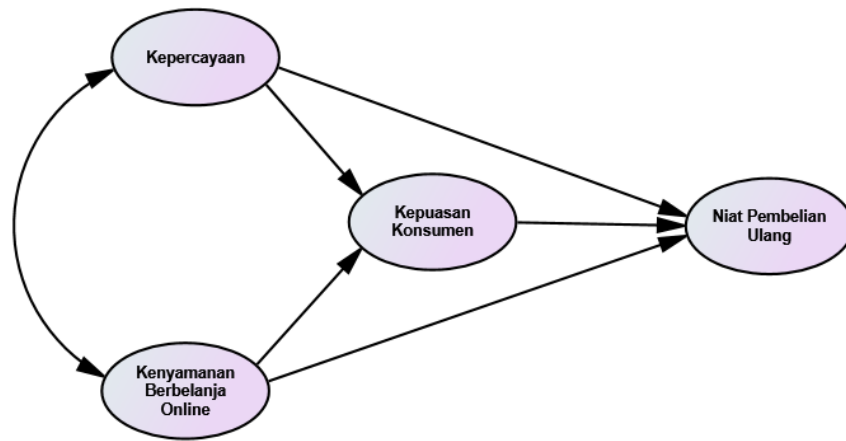 Kepercayaan
Kepuasan
Konsumen
Niat Pembelian
Ulang
Kenyamanan
Berbelanja
Online